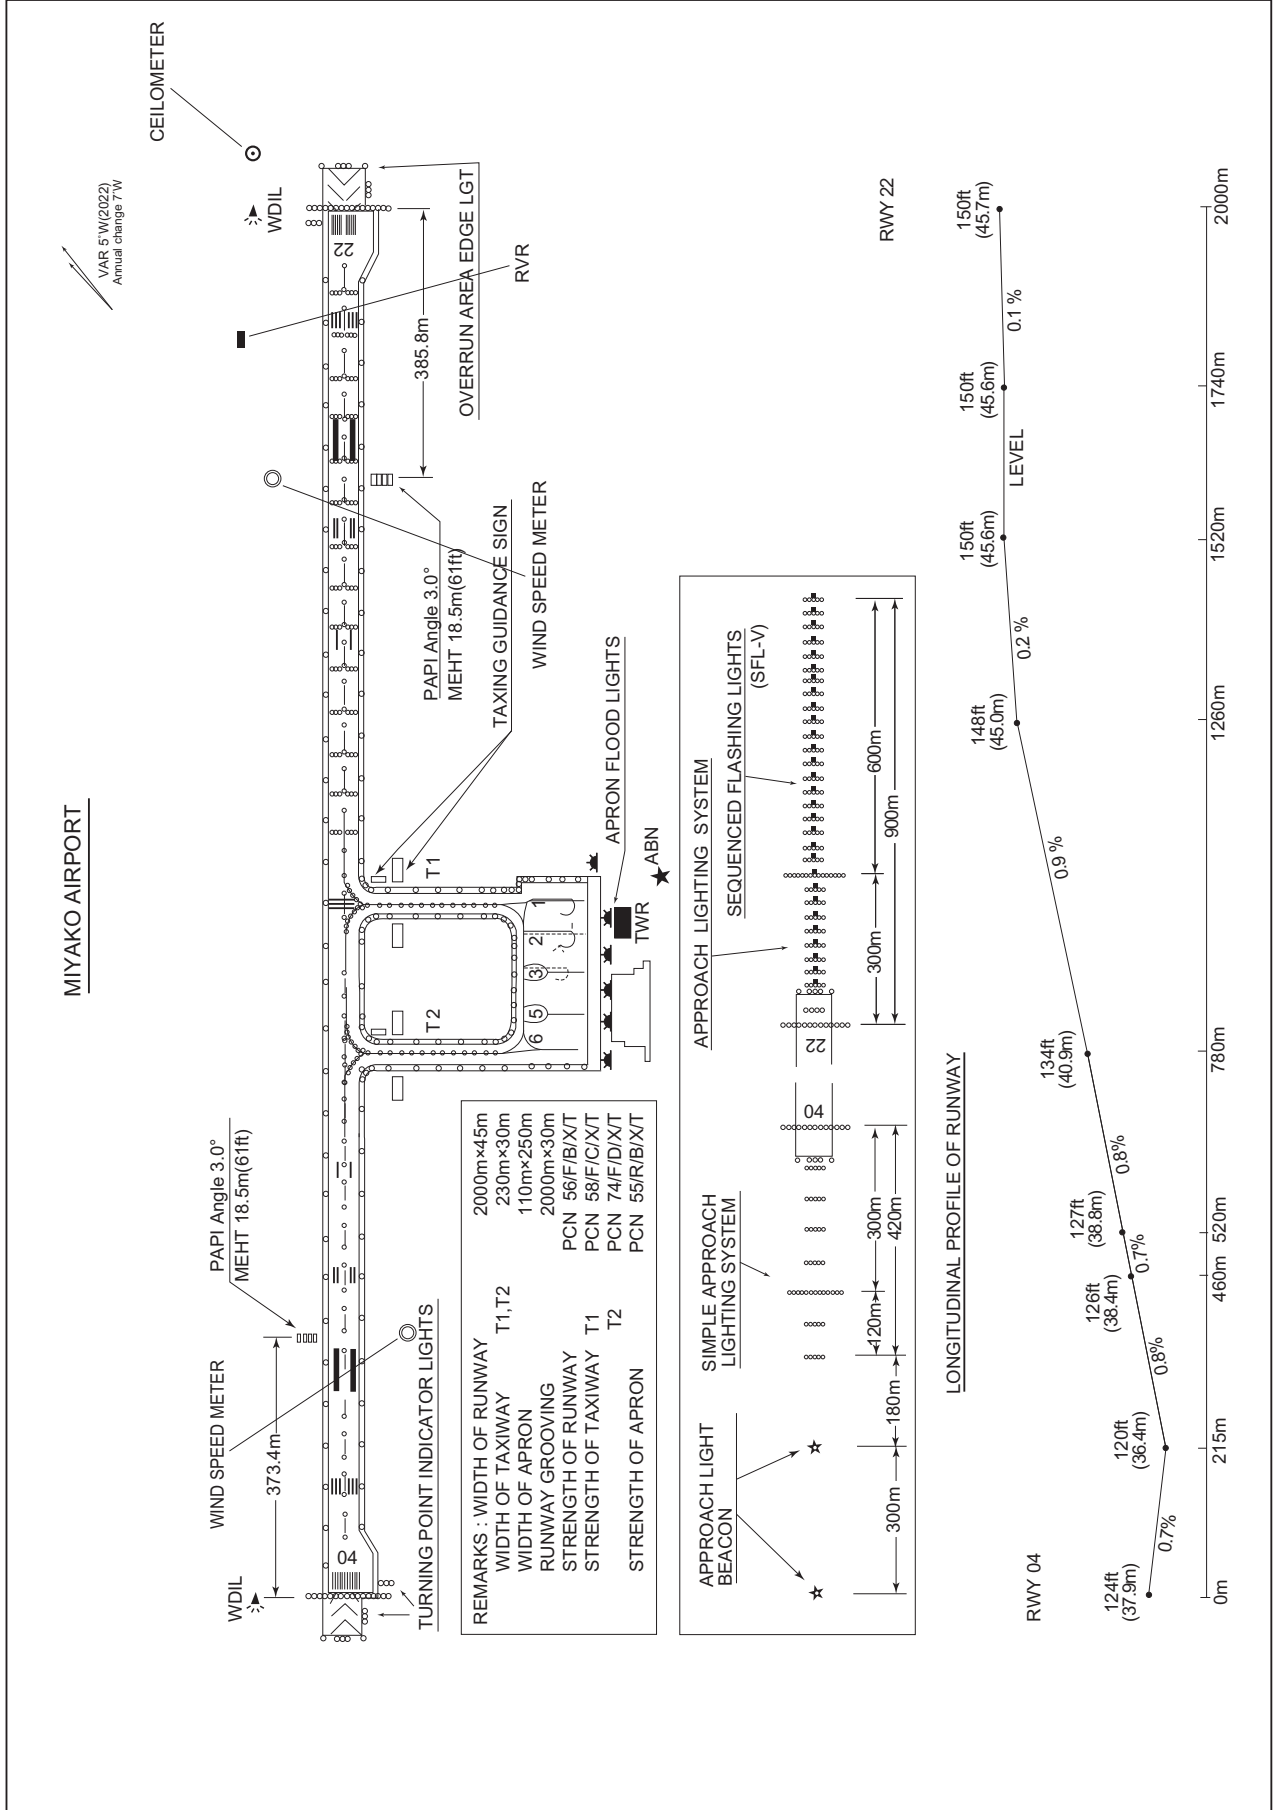 MIYAKO AIRPORT
VAR 5°W(2022)
Annual change 7'W
CEILOMETER
WDIL
WDIL
RVR
OVERRUN AREA EDGE LGT
385.8m
373.4m
WIND SPEED METER
PAPI Angle 3.0°
MEHT 18.5m(61ft)
PAPI Angle 3.0°
MEHT 18.5m(61ft)
TAXING GUIDANCE SIGN
WIND SPEED METER
TURNING POINT INDICATOR LIGHTS
04
22
T2
T1
6
5
3
2
1
APRON FLOOD LIGHTS
TWR
ABN
REMARKS : WIDTH OF RUNWAY 2000m×45m
WIDTH OF TAXIWAY T1,T2 230m×30m
WIDTH OF APRON 110m×250m
RUNWAY GROOVING 2000m×30m
STRENGTH OF RUNWAY PCN 56/F/B/X/T
STRENGTH OF TAXIWAY T1 PCN 58/F/C/X/T
T2 PCN 74/F/D/X/T
STRENGTH OF APRON PCN 55/R/B/X/T
APPROACH LIGHT
BEACON
SIMPLE APPROACH
LIGHTING SYSTEM
APPROACH LIGHTING SYSTEM
SEQUENCED FLASHING LIGHTS
(SFL-V)
04
22
300m
180m
120m
300m
420m
300m
600m
900m
LONGITUDINAL PROFILE OF RUNWAY
RWY 04
RWY 22
124ft
(37.9m)
120ft
(36.4m)
126ft
(38.4m)
127ft
(38.8m)
134ft
(40.9m)
148ft
(45.0m)
150ft
(45.6m)
150ft
(45.6m)
150ft
(45.7m)
0.7%
0.8%
0.7%
0.8%
0.9 %
0.2 %
LEVEL
0.1 %
0m
215m
460m
520m
780m
1260m
1520m
1740m
2000m